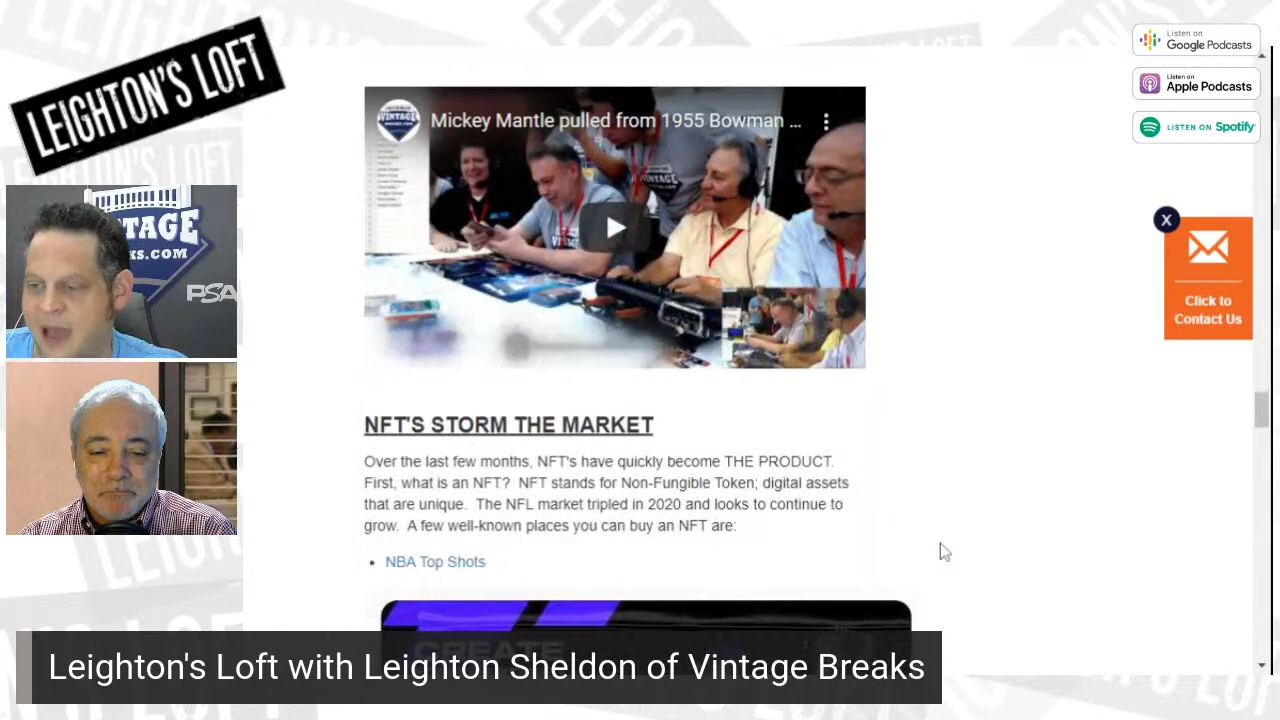 LEIGHTON'S LOFT
Listen on
Google Podcasts
Listen on
Apple Podcasts
LISTEN ON Spotify
VINTAGE
Mickey Mantle pulled from 1955 Bowman ...
X
Click to
Contact Us
TAGE
KS.COM
PSA
NFT'S STORM THE MARKET
Over the last few months, NFT's have quickly become THE PRODUCT.
First, what is an NFT? NFT stands for Non-Fungible Token; digital assets
that are unique. The NFL market tripled in 2020 and looks to continue to
grow. A few well-known places you can buy an NFT are:
• NBA Top Shots
CREATE
Leighton's Loft with Leighton Sheldon of Vintage Breaks